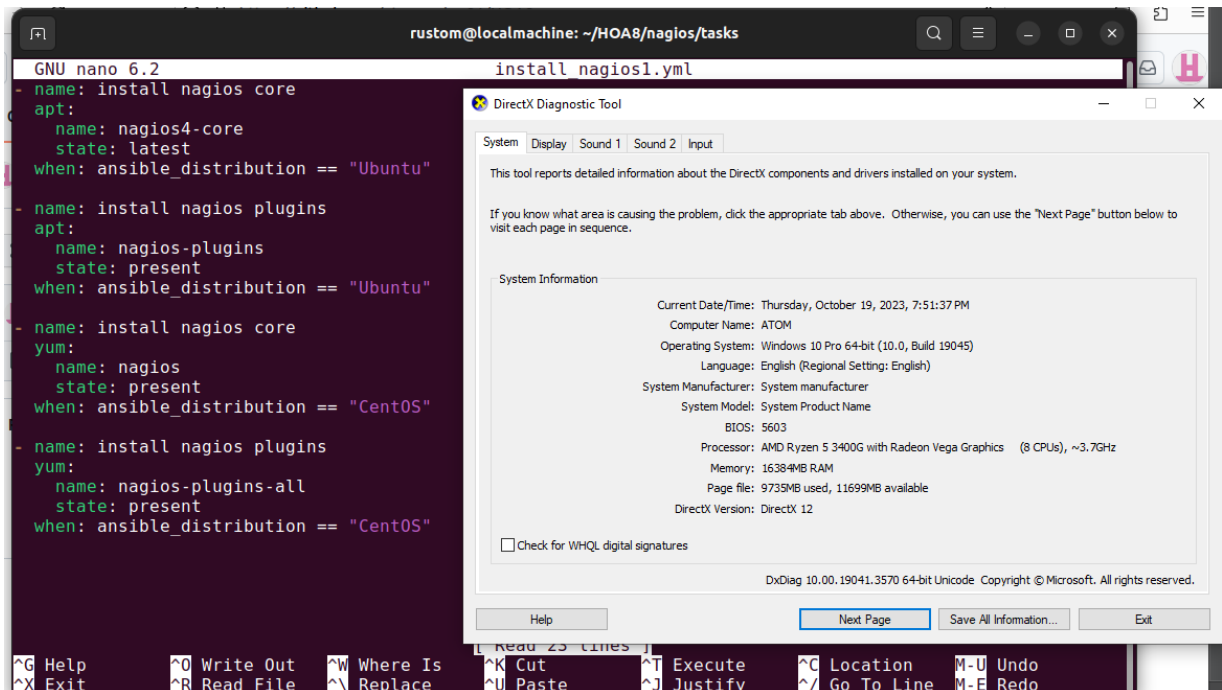 rustom@localmachine: ~/HOA8/nagios/tasks
GNU nano 6.2 install_nagios1.yml
- name: install nagios core
apt:
name: nagios4-core
state: latest
when: ansible_distribution == "Ubuntu"
- name: install nagios plugins
apt:
name: nagios-plugins
state: present
when: ansible_distribution == "Ubuntu"
- name: install nagios core
yum:
name: nagios
state: present
when: ansible_distribution == "CentOS"
- name: install nagios plugins
yum:
name: nagios-plugins-all
state: present
when: ansible_distribution == "CentOS"
[ Read 23 lines ]
^G Help ^O Write Out ^W Where Is ^K Cut ^T Execute ^C Location M-U Undo
^X Exit ^R Read File ^\ Replace ^U Paste ^J Justify ^/ Go To Line M-E Redo
DirectX Diagnostic Tool
System Display Sound 1 Sound 2 Input
This tool reports detailed information about the DirectX components and drivers installed on your system.
If you know what area is causing the problem, click the appropriate tab above. Otherwise, you can use the "Next Page" button below to
visit each page in sequence.
System Information
Current Date/Time: Thursday, October 19, 2023, 7:51:37 PM
Computer Name: ATOM
Operating System: Windows 10 Pro 64-bit (10.0, Build 19045)
Language: English (Regional Setting: English)
System Manufacturer: System manufacturer
System Model: System Product Name
BIOS: 5603
Processor: AMD Ryzen 5 3400G with Radeon Vega Graphics (8 CPUs), ~3.7GHz
Memory: 16384MB RAM
Page file: 9735MB used, 11699MB available
DirectX Version: DirectX 12
Check for WHQL digital signatures
DxDiag 10.00.19041.3570 64-bit Unicode Copyright © Microsoft. All rights reserved.
Help Next Page Save All Information... Exit
H